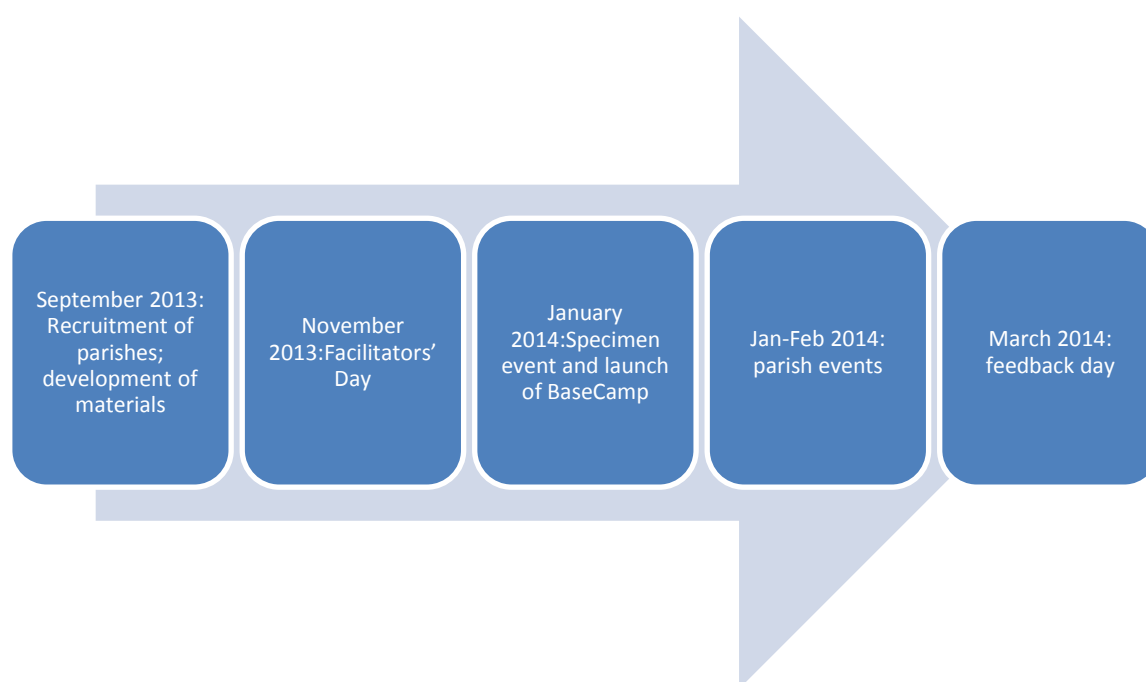 September 2013:
Recruitment of
parishes;
development of
materials
November
2013:Facilitators’
Day
January
2014:Specimen
event and launch
of BaseCamp
Jan-Feb 2014:
parish events
March 2014:
feedback day